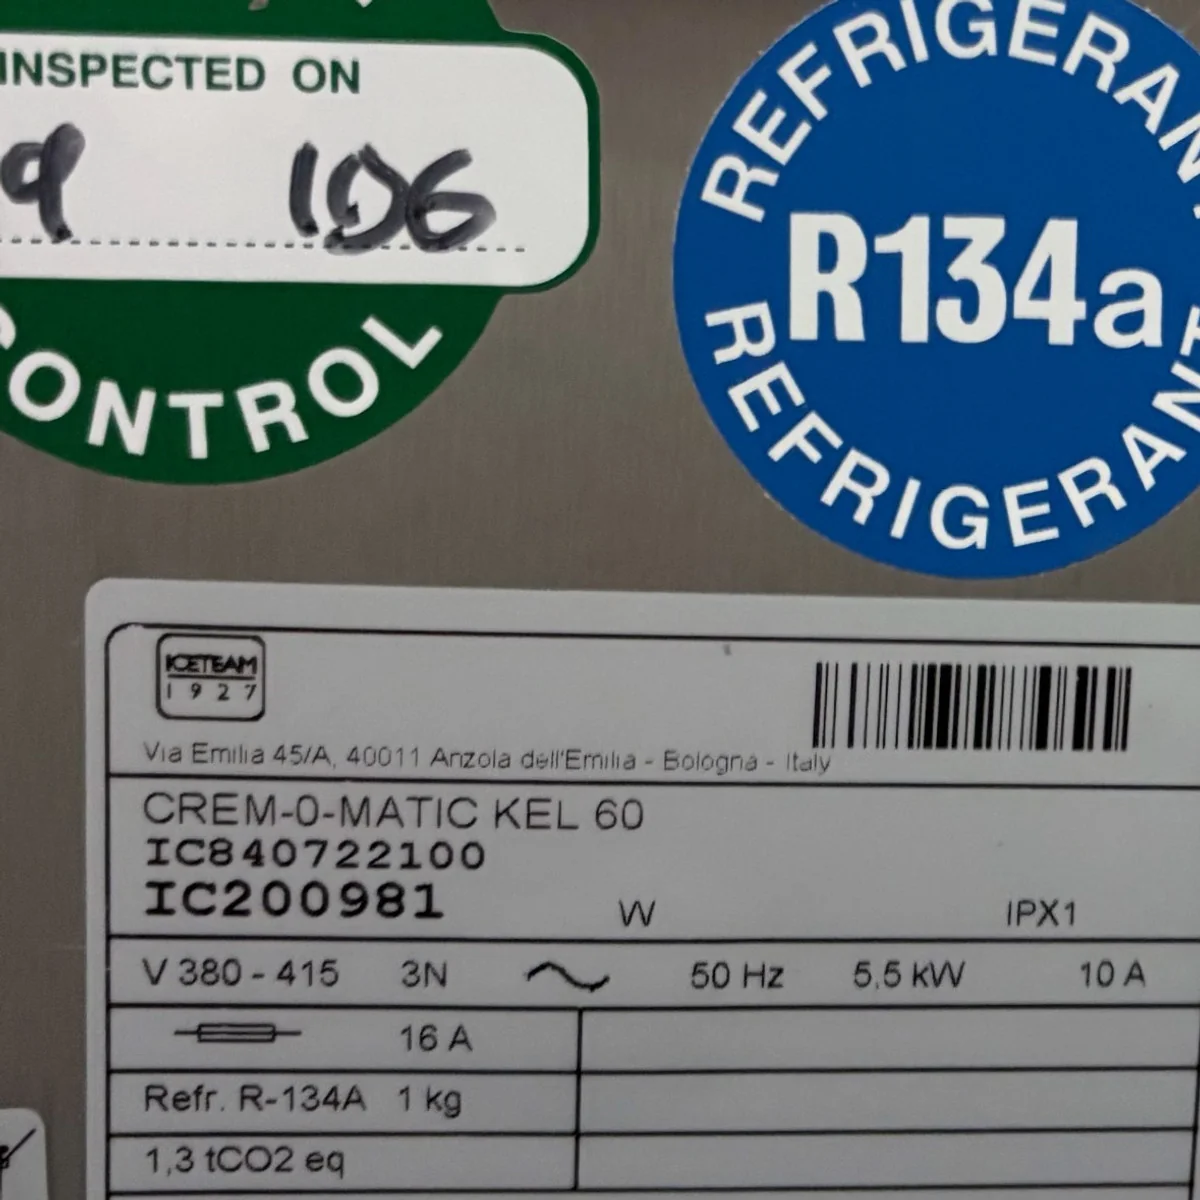 INSPECTED ON
9 106
CONTROL
REFRIGERANT
R134a
REFRIGERANT
ICETEAM
1927
Via Emilia 45/A, 40011 Anzola dell'Emilia - Bologna - Italy
CREM-0-MATIC KEL 60
IC840722100
IC200981 W IPX1
V 380 - 415 3N 50 Hz 5,5 kW 10 A
16 A
Refr. R-134A 1 kg
1,3 tCO2 eq